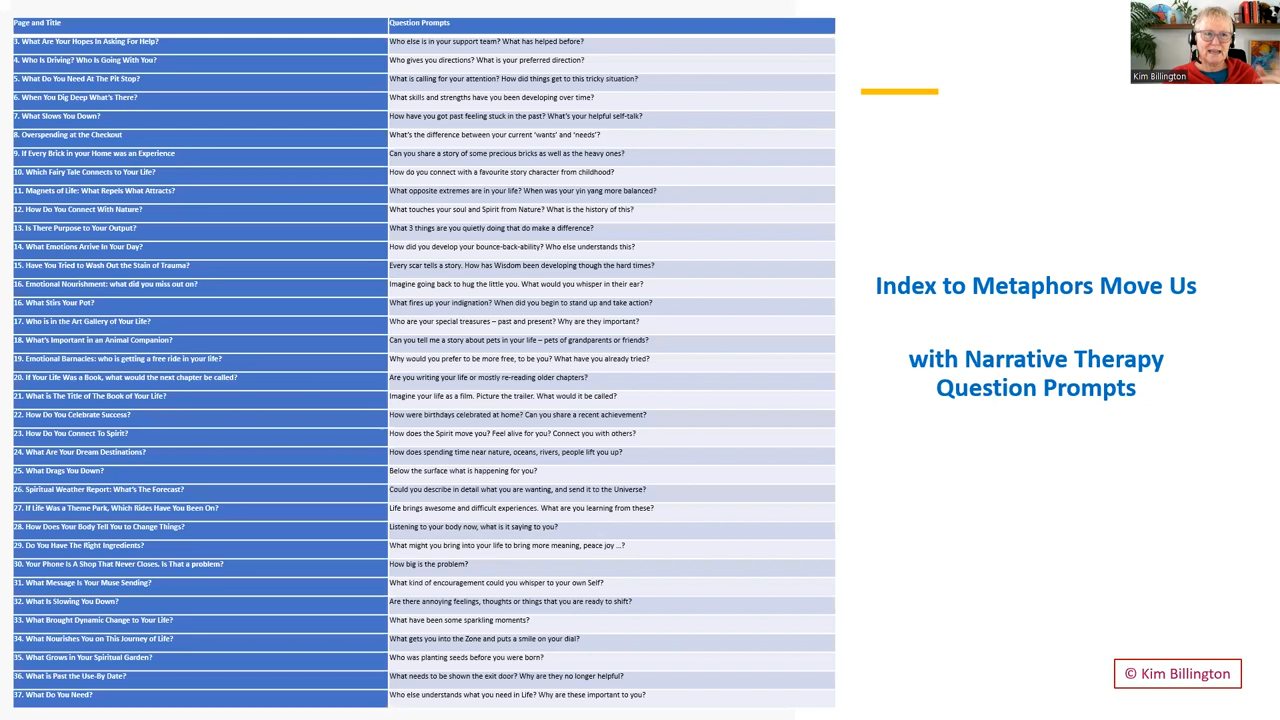 Page and Title Question Prompts
3. What Are Your Hopes In Asking For Help? Who else is in your support team? What has helped before?
4. Who Is Driving? Who Is Going With You? Who gives you directions? What is your preferred direction?
5. What Do You Need At The Pit Stop? What is calling for your attention? How did things get to this tricky situation?
6. When You Dig Deep What's There? What skills and strengths have you been developing over time?
7. What Slows You Down? How have you got past feeling stuck in the past? What's your helpful self-talk?
8. Overspending at the Checkout What's the difference between your current 'wants' and 'needs'?
9. If Every Brick in your Home was an Experience Can you share a story of some precious bricks as well as the heavy ones?
10. Which Fairy Tale Connects to Your Life? How do you connect with a favourite story character from childhood?
11. Magnets of Life: What Repels What Attracts? What opposite extremes are in your life? When was your yin yang more balanced?
12. How Do You Connect With Nature? What touches your soul and Spirit from Nature? What is the history of this?
13. Is There Purpose to Your Output? What 3 things are you quietly doing that do make a difference?
14. What Emotions Arrive In Your Day? How did you develop your bounce-back-ability? Who else understands this?
15. Have You Tried to Wash Out the Stain of Trauma? Every scar tells a story. How has Wisdom been developing though the hard times?
16. Emotional Nourishment: what did you miss out on? Imagine going back to hug the little you. What would you whisper in their ear?
16. What Stirs Your Pot? What fires up your indignation? When did you begin to stand up and take action?
17. Who is in the Art Gallery of Your Life? Who are your special treasures – past and present? Why are they important?
18. What's Important in an Animal Companion? Can you tell me a story about pets in your life – pets of grandparents or friends?
19. Emotional Barnacles: who is getting a free ride in your life? Why would you prefer to be more free, to be you? What have you already tried?
20. If Your Life Was a Book, what would the next chapter be called? Are you writing your life or mostly re-reading older chapters?
21. What is The Title of The Book of Your Life? Imagine your life as a film. Picture the trailer. What would it be called?
22. How Do You Celebrate Success? How were birthdays celebrated at home? Can you share a recent achievement?
23. How Do You Connect To Spirit? How does the Spirit move you? Feel alive for you? Connect you with others?
24. What Are Your Dream Destinations? How does spending time near nature, oceans, rivers, people lift you up?
25. What Drags You Down? Below the surface what is happening for you?
26. Spiritual Weather Report: What's The Forecast? Could you describe in detail what you are wanting, and send it to the Universe?
27. If Life Was a Theme Park, Which Rides Have You Been On? Life brings awesome and difficult experiences. What are you learning from these?
28. How Does Your Body Tell You to Change Things? Listening to your body now, what is it saying to you?
29. Do You Have The Right Ingredients? What might you bring into your life to bring more meaning, peace joy ...?
30. Your Phone Is A Shop That Never Closes. Is That a problem? How big is the problem?
31. What Message Is Your Muse Sending? What kind of encouragement could you whisper to your own Self?
32. What Is Slowing You Down? Are there annoying feelings, thoughts or things that you are ready to shift?
33. What Brought Dynamic Change to Your Life? What have been some sparkling moments?
34. What Nourishes You on This Journey of Life? What gets you into the Zone and puts a smile on your dial?
35. What Grows in Your Spiritual Garden? Who was planting seeds before you were born?
36. What is Past the Use-By Date? What needs to be shown the exit door? Why are they no longer helpful?
37. What Do You Need? Who else understands what you need in Life? Why are these important to you?
Kim Billington
Index to Metaphors Move Us
with Narrative Therapy
Question Prompts
© Kim Billington